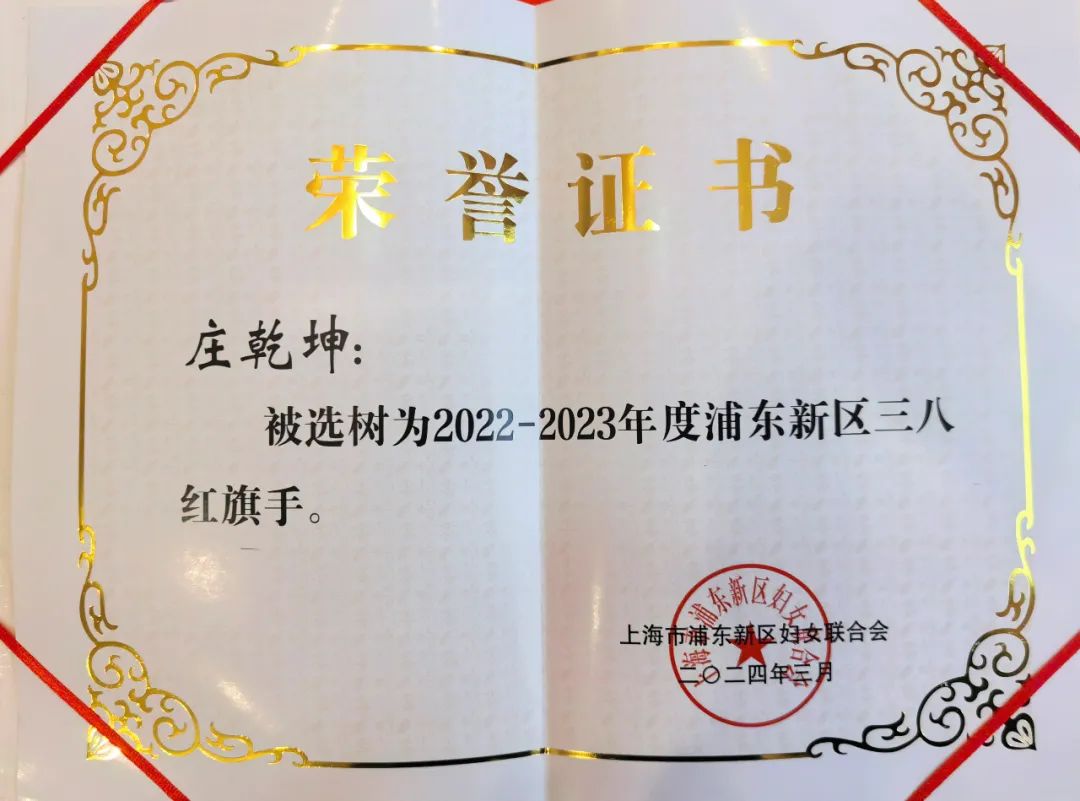 荣誉证书
庄乾坤：
被选树为2022-2023年度浦东新区三八
红旗手。
上海市浦东新区妇女联合会
二〇二四年三月